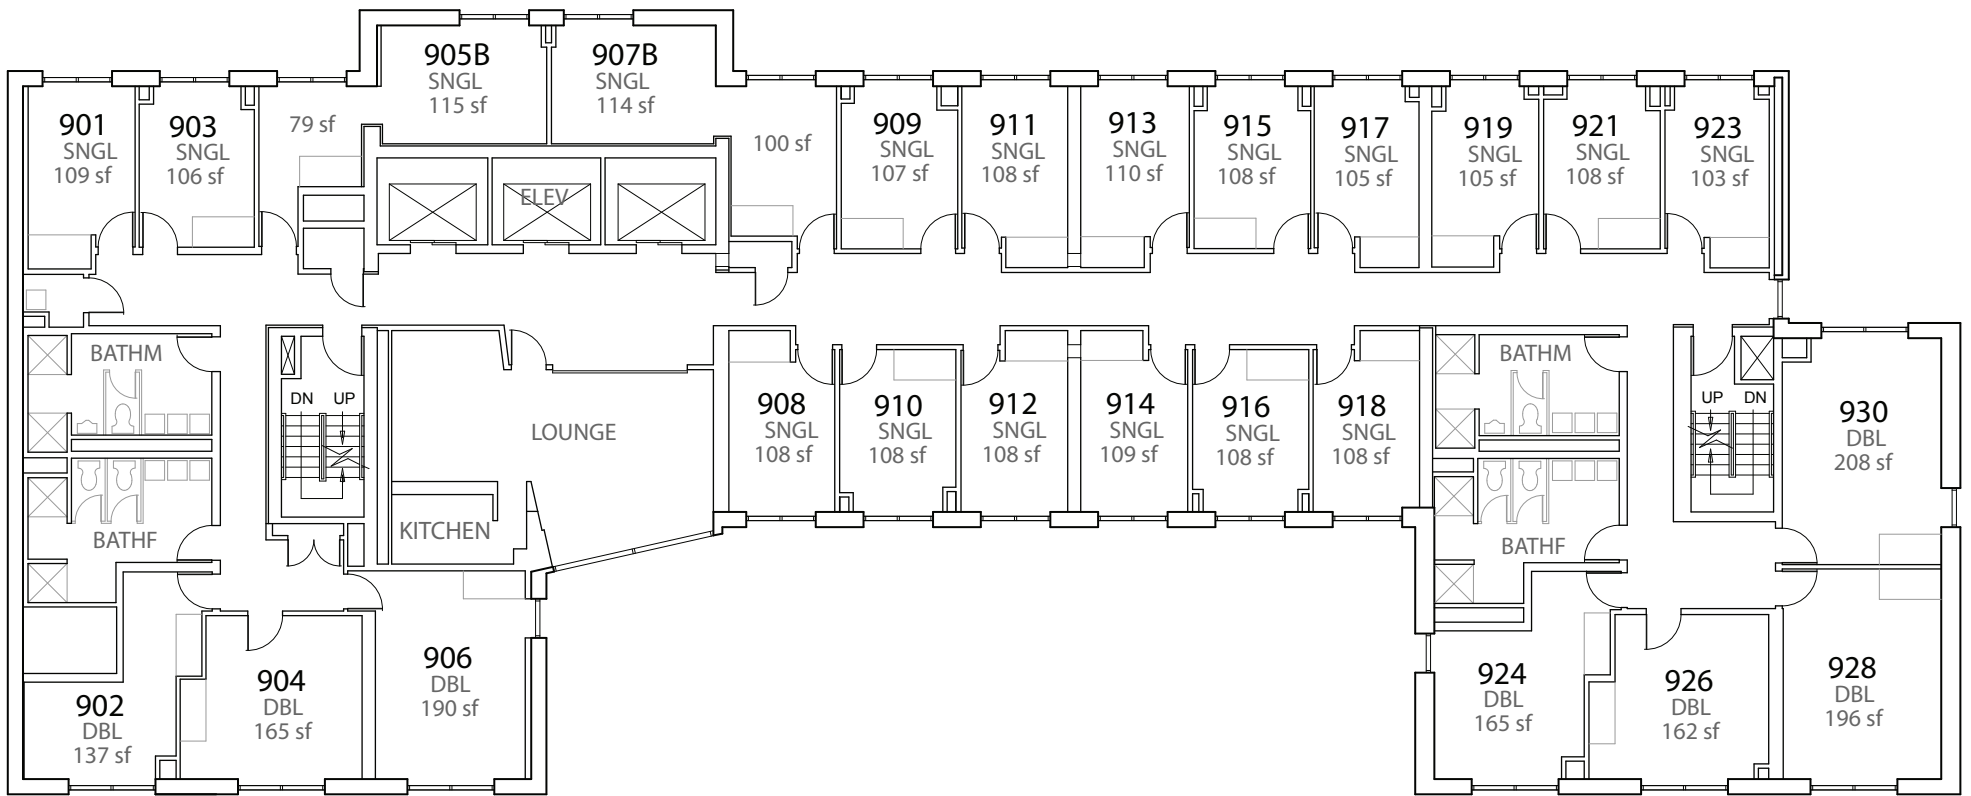 905B
SNGL
115 sf
907B
SNGL
114 sf
901
SNGL
109 sf
903
SNGL
106 sf
79 sf
100 sf
909
SNGL
107 sf
911
SNGL
108 sf
913
SNGL
110 sf
915
SNGL
108 sf
917
SNGL
105 sf
919
SNGL
105 sf
921
SNGL
108 sf
923
SNGL
103 sf
ELEV
BATHM
DN UP
LOUNGE
KITCHEN
BATHF
908
SNGL
108 sf
910
SNGL
108 sf
912
SNGL
108 sf
914
SNGL
109 sf
916
SNGL
108 sf
918
SNGL
108 sf
BATHM
BATHF
UP DN
930
DBL
208 sf
902
DBL
137 sf
904
DBL
165 sf
906
DBL
190 sf
924
DBL
165 sf
926
DBL
162 sf
928
DBL
196 sf